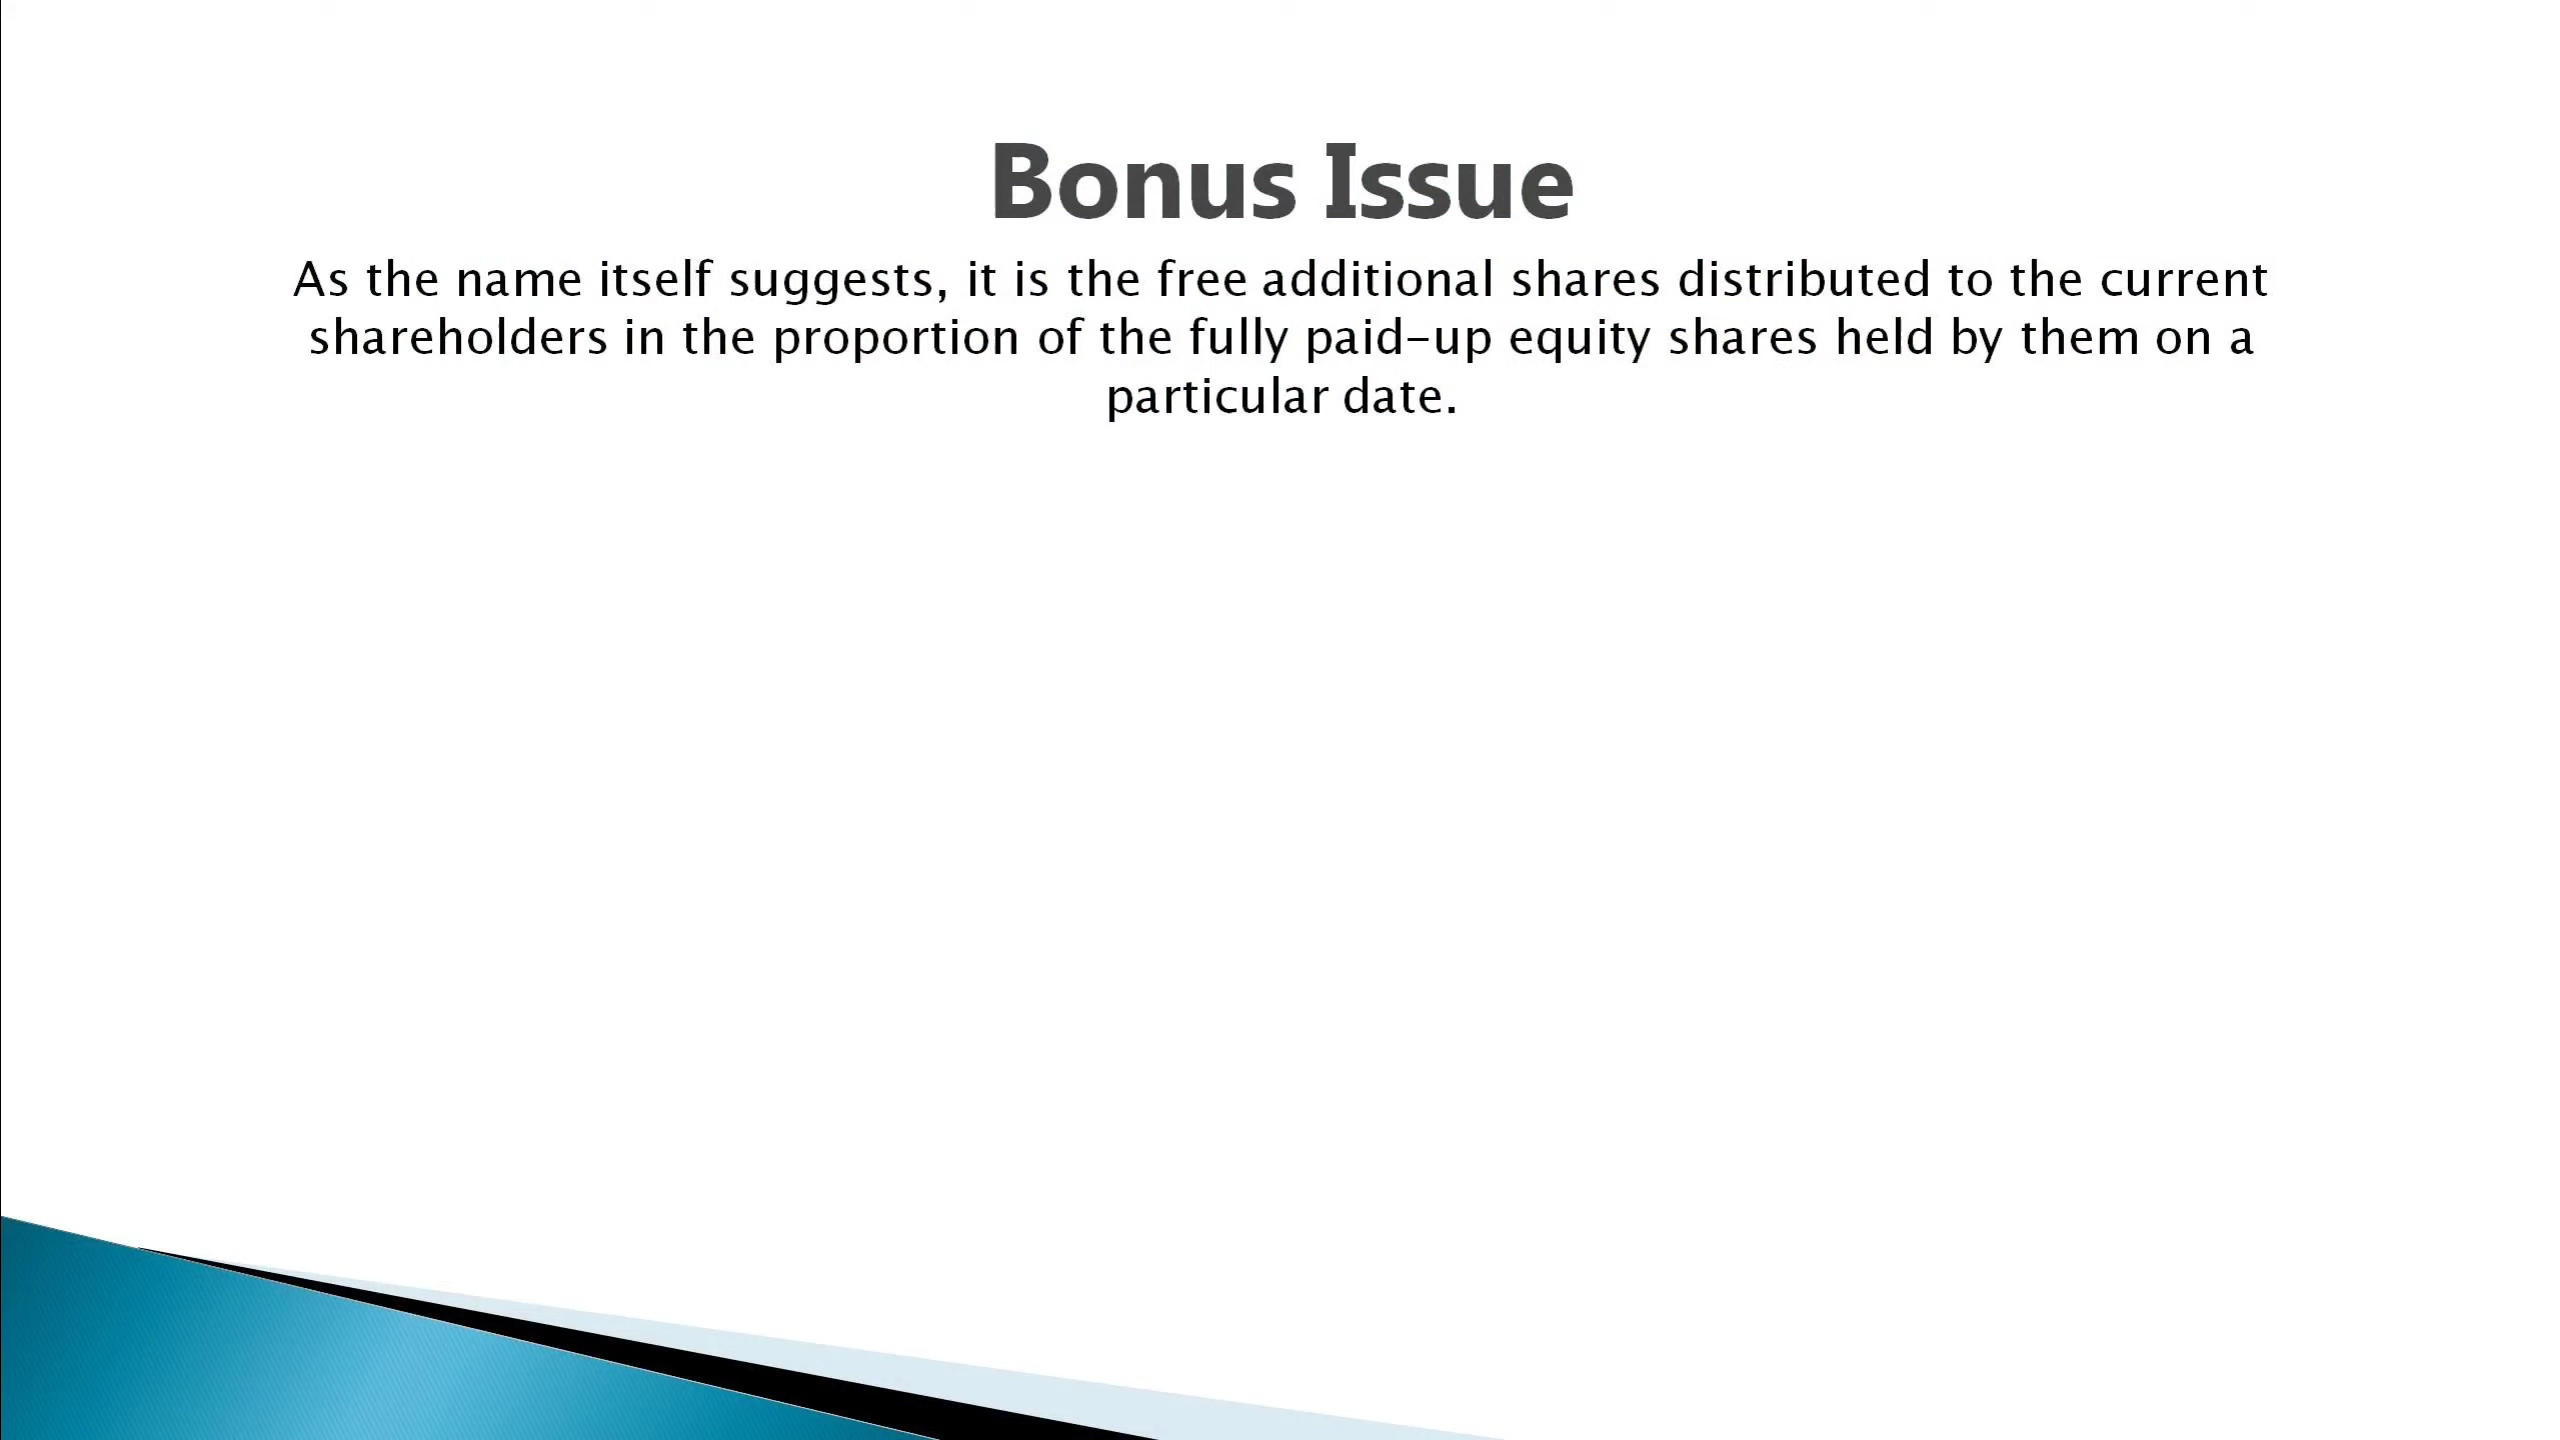 Bonus Issue
As the name itself suggests, it is the free additional shares distributed to the current
shareholders in the proportion of the fully paid-up equity shares held by them on a
particular date.